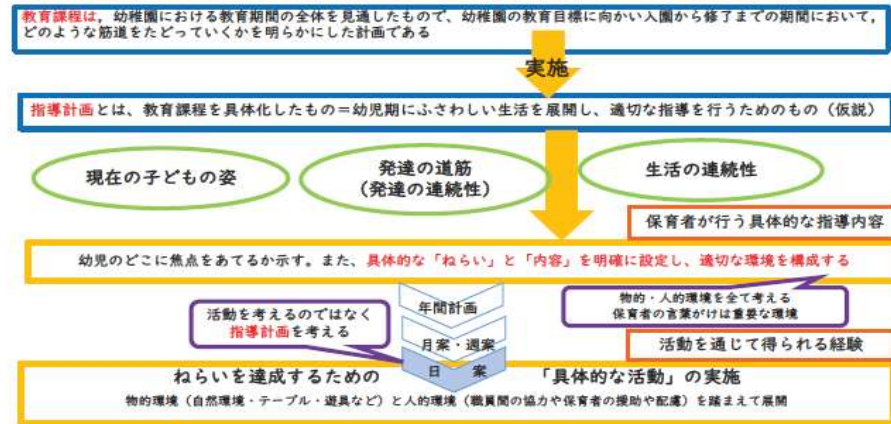 教育課程は，幼稚園における教育期間の全体を見通したもので、幼稚園の教育目標に向かい入園から修了までの期間において，
どのような筋道をたどっていくかを明らかにした計画である
実施
指導計画とは、教育課程を具体化したもの＝幼児期にふさわしい生活を展開し、適切な指導を行うためのもの（仮説）
現在の子どもの姿
発達の道筋
（発達の連続性）
生活の連続性
保育者が行う具体的な指導内容
幼児のどこに焦点をあてるか示す。また、具体的な「ねらい」と「内容」を明確に設定し、適切な環境を構成する
活動を考えるのではなく
指導計画を考える
年間計画
月案・週案
日　案
物的・人的環境を全て考える
保育者の言葉がけは重要な環境
活動を通じて得られる経験
ねらいを達成するための　「具体的な活動」の実施
物的環境（自然環境・テーブル・遊具など）と人的環境（職員間の協力や保育者の援助や配慮）を踏まえて展開